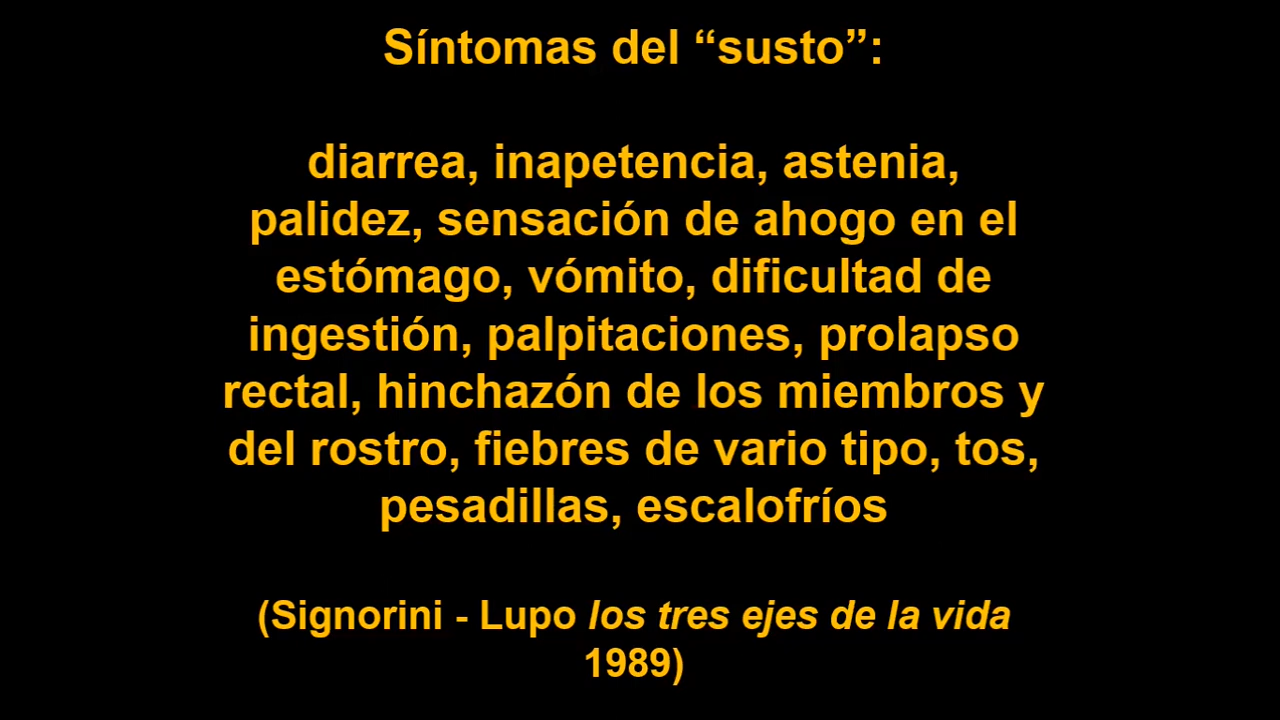 Síntomas del “susto”:
diarrea, inapetencia, astenia,
palidez, sensación de ahogo en el
estómago, vómito, dificultad de
ingestión, palpitaciones, prolapso
rectal, hinchazón de los miembros y
del rostro, fiebres de vario tipo, tos,
pesadillas, escalofríos
(Signorini - Lupo los tres ejes de la vida
1989)